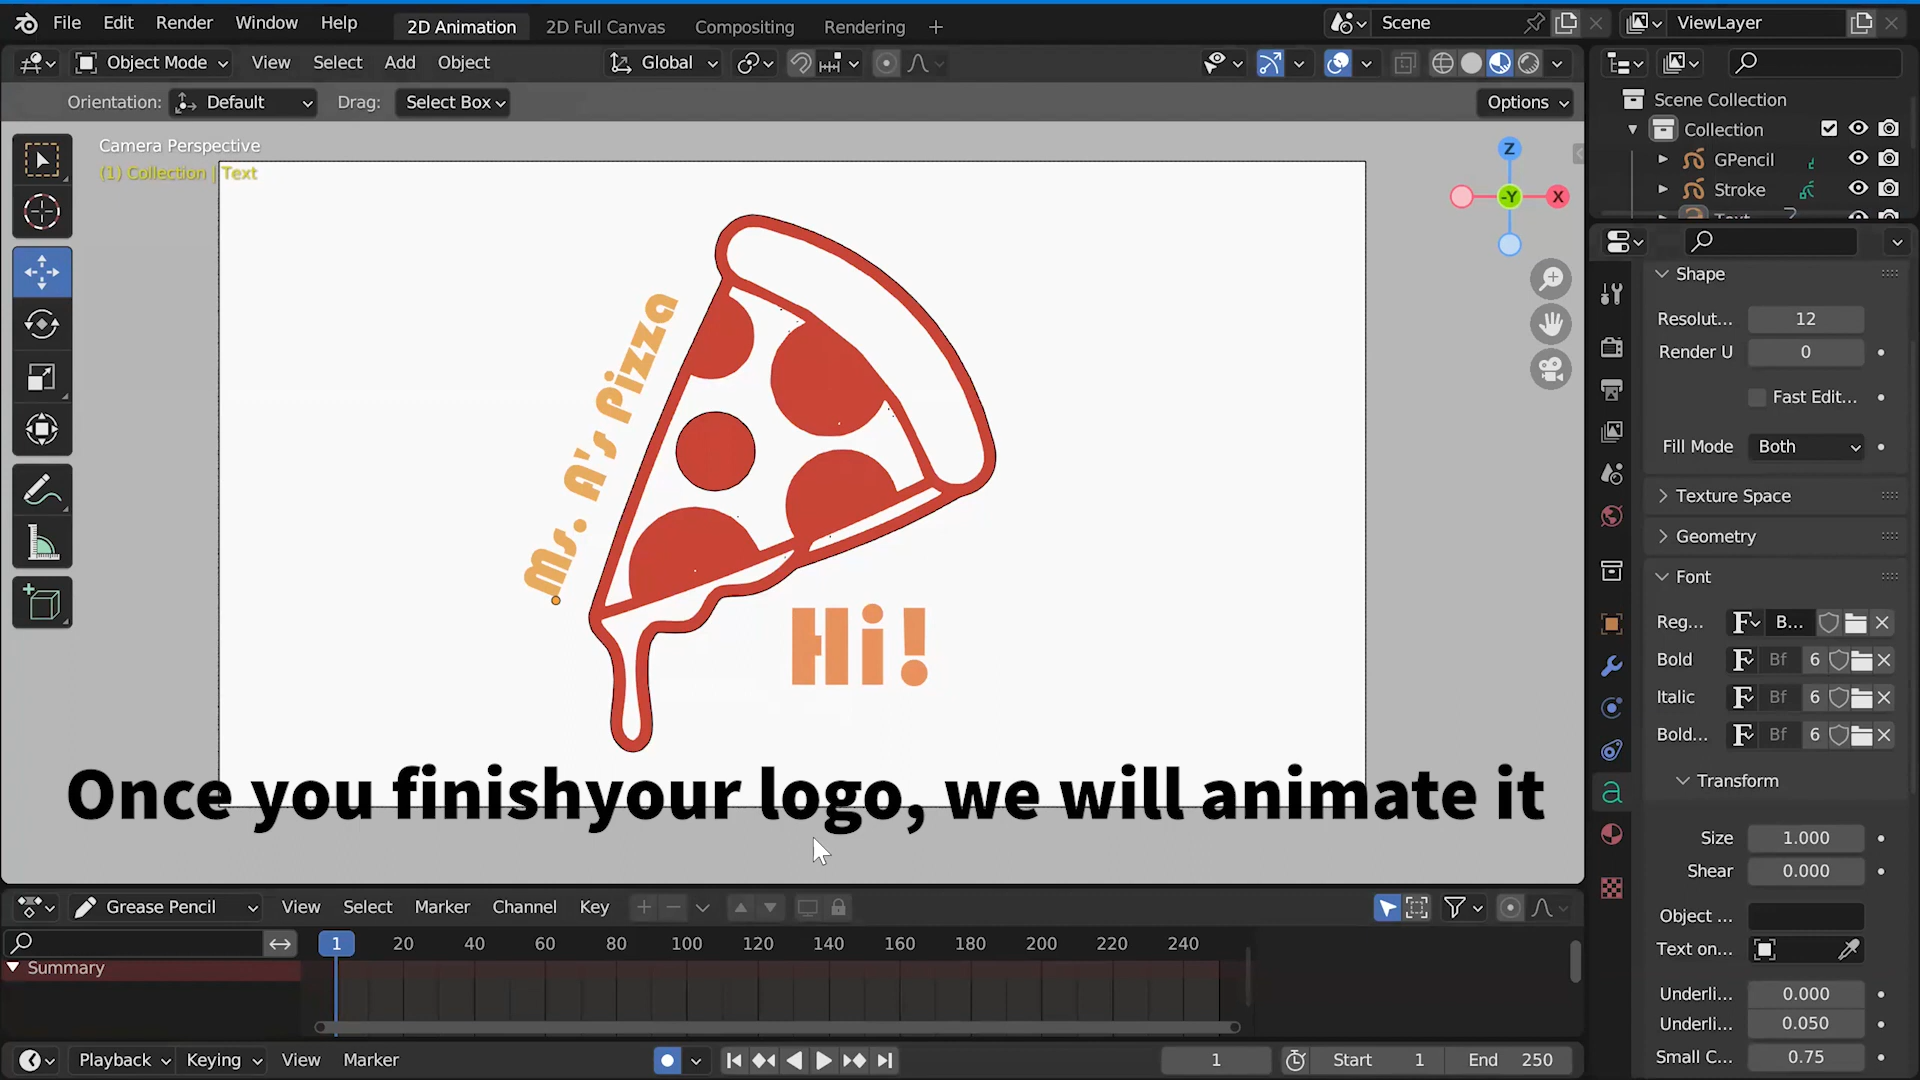 File Edit Render Window Help 2D Animation 2D Full Canvas Compositing Rendering + Scene ViewLayer
Object Mode View Select Add Object Global
Orientation: Default Drag: Select Box Options
Scene Collection
Collection
GPencil
Stroke
Text
Camera Perspective
(1) Collection | Text
Z
-Y
X
Ms. A's Pizza
Hi!
Once you finishyour logo, we will animate it
Shape
Resolut... 12
Render U 0
Fast Edit...
Fill Mode Both
Texture Space
Geometry
Font
Reg... B...
Bold Bf 6
Italic Bf 6
Bold... Bf 6
Transform
Size 1.000
Shear 0.000
Object ...
Text on...
Underli... 0.000
Underli... 0.050
Small C... 0.75
Grease Pencil View Select Marker Channel Key
1 20 40 60 80 100 120 140 160 180 200 220 240
Summary
Playback Keying View Marker 1 Start 1 End 250